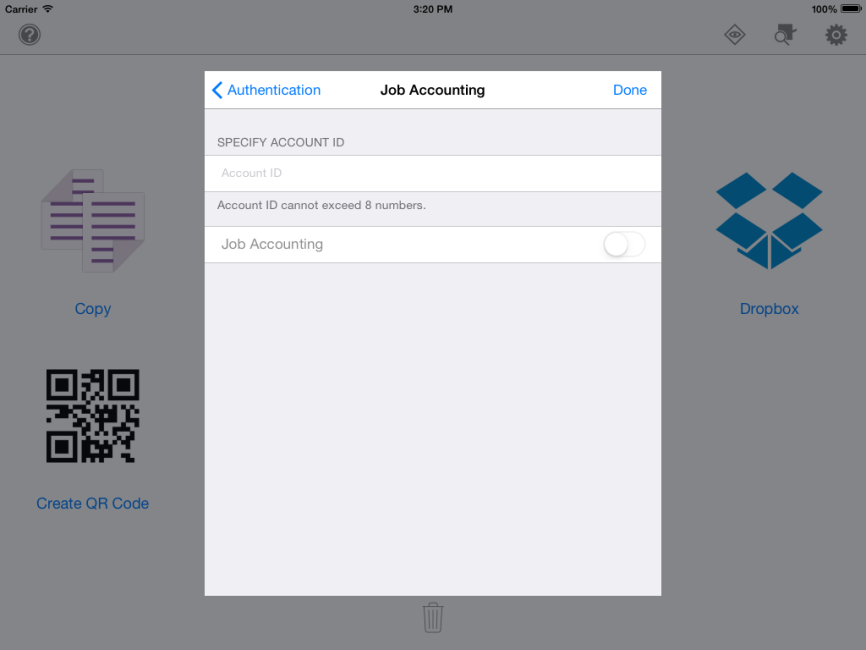 Carrier 3:20 PM 100%
Authentication Job Accounting Done
SPECIFY ACCOUNT ID
Account ID
Account ID cannot exceed 8 numbers.
Job Accounting
Copy
Dropbox
Create QR Code